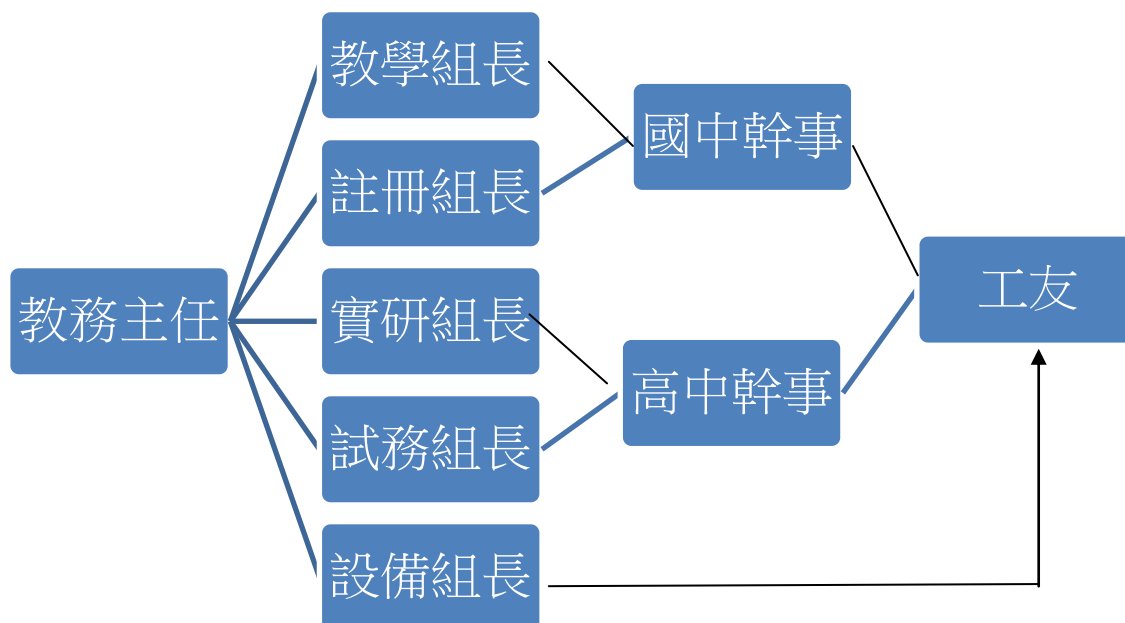 教務主任
教學組長
註冊組長
實研組長
試務組長
設備組長
國中幹事
高中幹事
工友